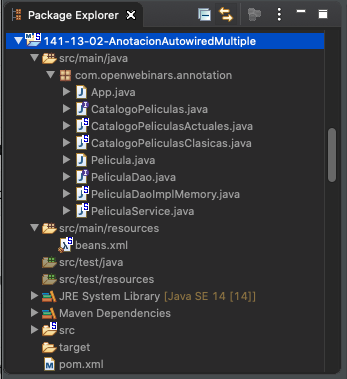 Package Explorer
141-13-02-AnotacionAutowiredMultiple
src/main/java
com.openwebinars.annotation
App.java
CatalogoPeliculas.java
CatalogoPeliculasActuales.java
CatalogoPeliculasClasicas.java
Pelicula.java
PeliculaDao.java
PeliculaDaoImplMemory.java
PeliculaService.java
src/main/resources
beans.xml
src/test/java
src/test/resources
JRE System Library [Java SE 14 [14]]
Maven Dependencies
src
target
pom.xml